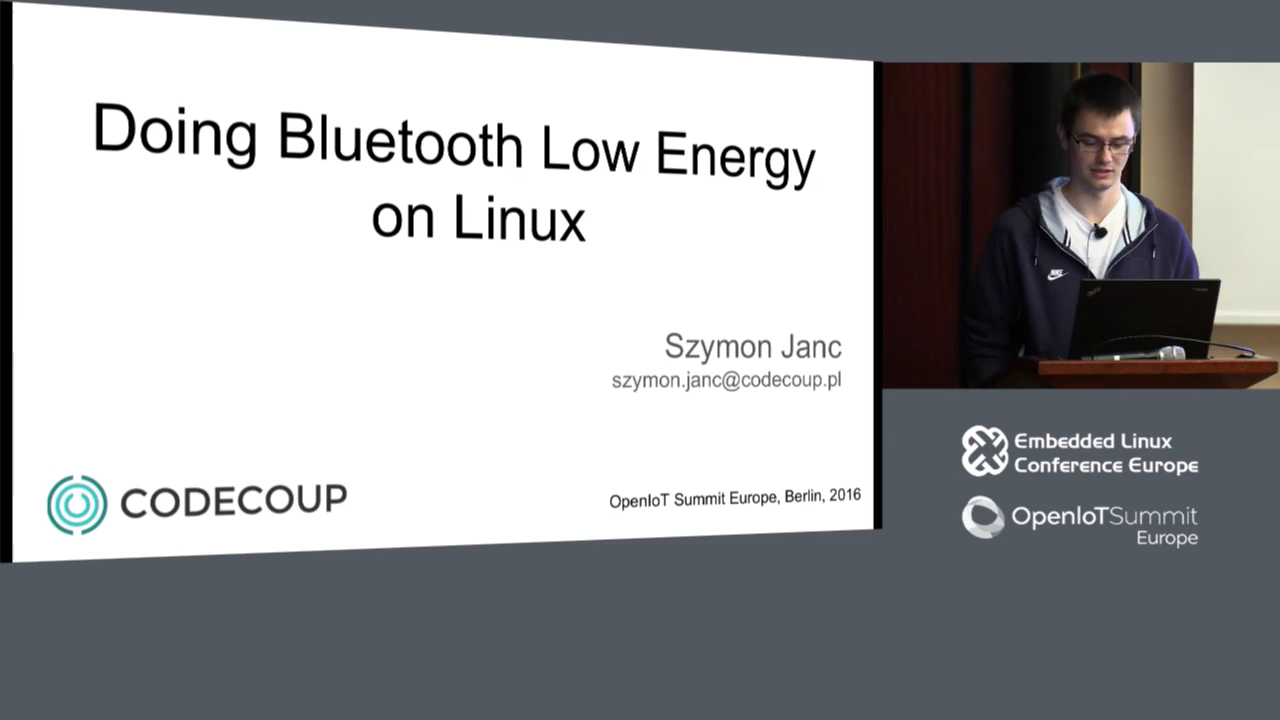 Doing Bluetooth Low Energy
on Linux
Szymon Janc
szymon.janc@codecoup.pl
CODECOUP
OpenIoT Summit Europe, Berlin, 2016
Embedded Linux
Conference Europe
OpenIoTSummit
Europe